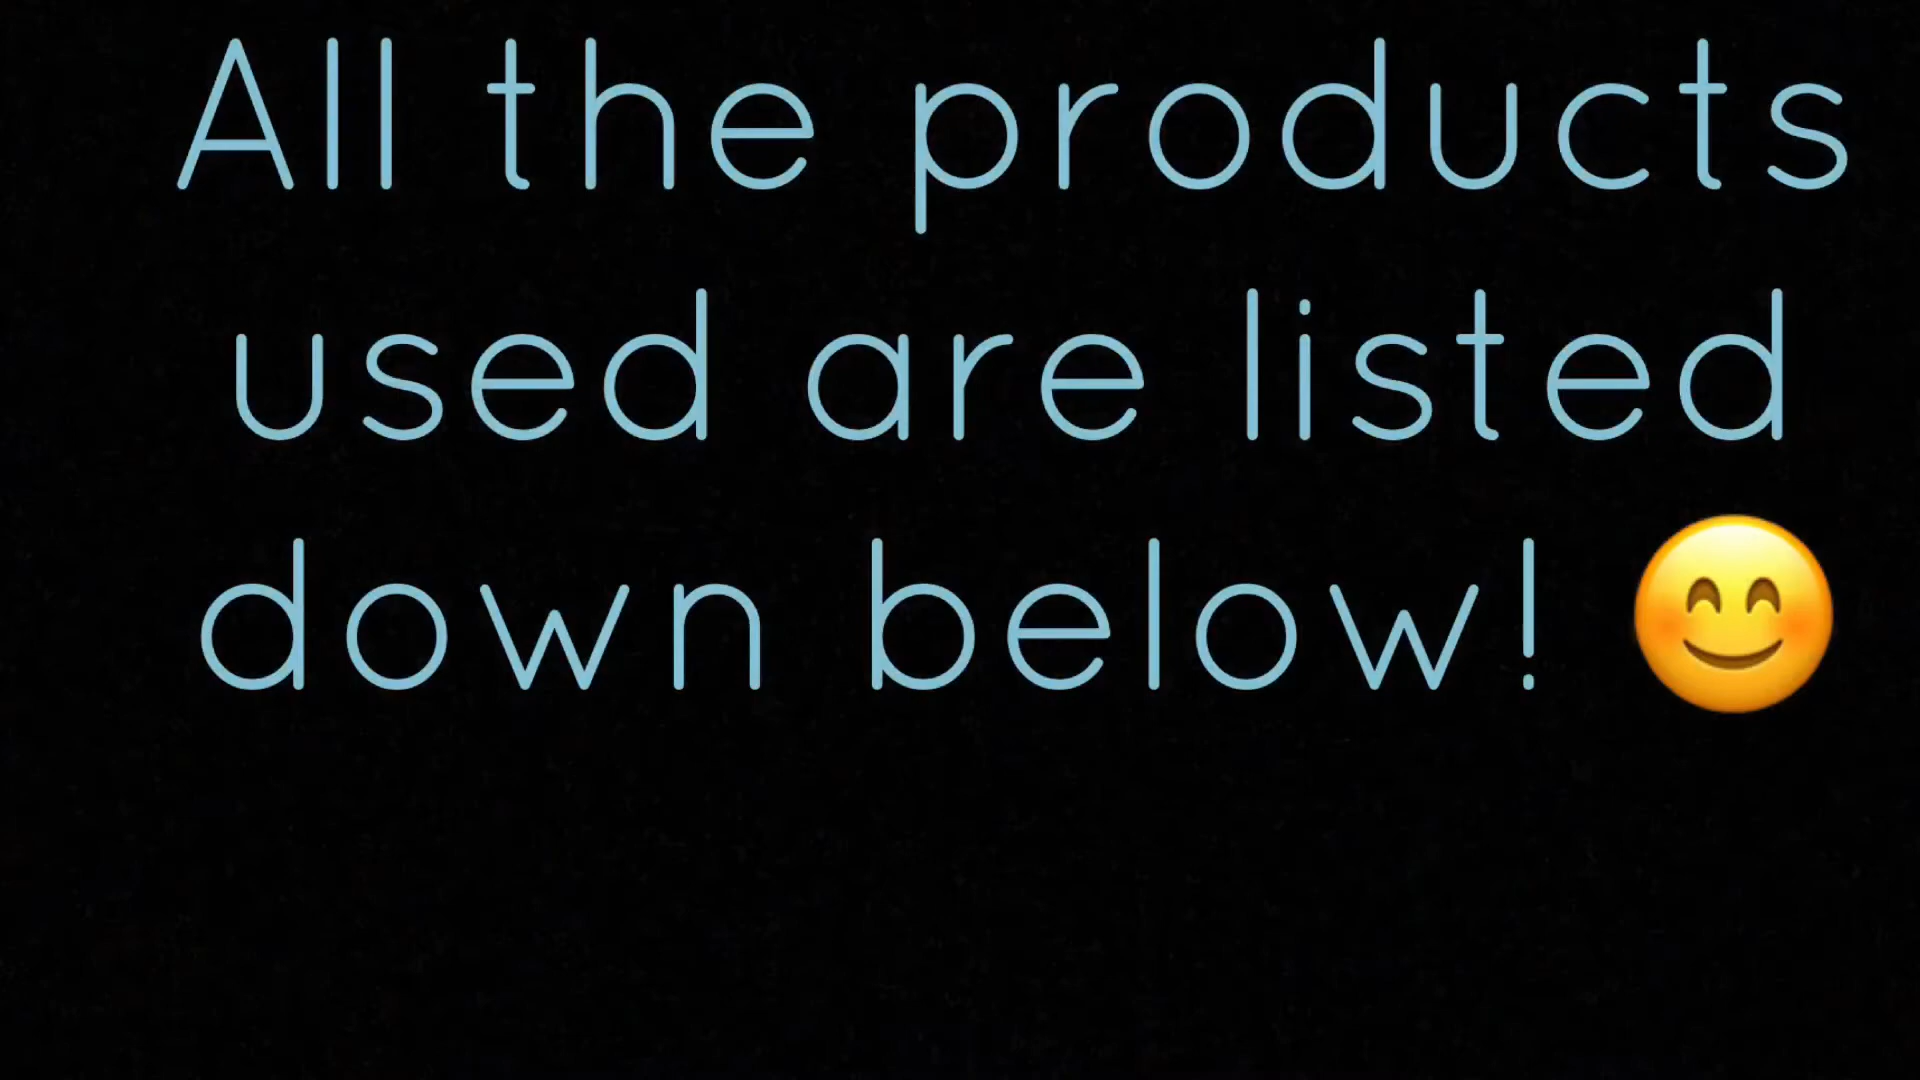 All the products
used are listed
down below! 😊